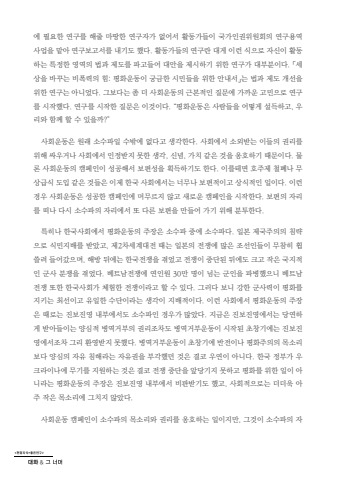 에 필요한 연구를 해줄 마땅한 연구자가 없어서 활동가들이 국가인권위원회의 연구용역
사업을 맡아 연구보고서를 내기도 했다. 활동가들의 연구란 대개 이런 식으로 자신이 활동
하는 특정한 영역의 법과 제도를 파고들어 대안을 제시하기 위한 연구가 대부분이다. 『세
상을 바꾸는 비폭력의 힘: 평화운동이 궁금한 시민들을 위한 안내서』는 법과 제도 개선을
위한 연구는 아니었다. 그보다는 좀 더 사회운동의 근본적인 질문에 가까운 고민으로 연구
를 시작했다. 연구를 시작한 질문은 이것이다. "평화운동은 사람들을 어떻게 설득하고, 우
리와 함께 할 수 있을까?"
사회운동은 원래 소수파일 수밖에 없다고 생각한다. 사회에서 소외받는 이들의 권리를
위해 싸우거나 사회에서 인정받지 못한 생각, 신념, 가치 같은 것을 옹호하기 때문이다. 물
론 사회운동의 캠페인이 성공해서 보편성을 획득하기도 한다. 이를테면 호주제 철폐나 무
상급식 도입 같은 것들은 이제 한국 사회에서는 너무나 보편적이고 상식적인 일이다. 이런
경우 사회운동은 성공한 캠페인에 머무르지 않고 새로운 캠페인을 시작한다. 보편의 자리
를 떠나 다시 소수파의 자리에서 또 다른 보편을 만들어 가기 위해 분투한다.
특히나 한국사회에서 평화운동의 주장은 소수파 중에 소수파다. 일본 제국주의의 침략
으로 식민지배를 받았고, 제2차세계대전 때는 일본의 전쟁에 많은 조선인들이 무참히 휩
쓸려 들어갔으며, 해방 뒤에는 한국전쟁을 겪었고 전쟁이 중단된 뒤에도 크고 작은 국지적
인 군사 분쟁을 겪었다. 베트남전쟁에 연인원 30만 명이 넘는 군인을 파병했으니 베트남
전쟁 또한 한국사회가 체험한 전쟁이라고 할 수 있다. 그러다 보니 강한 군사력이 평화를
지키는 최선이고 유일한 수단이라는 생각이 지배적이다. 이런 사회에서 평화운동의 주장
은 때로는 진보진영 내부에서도 소수파인 경우가 많았다. 지금은 진보진영에서는 당연하
게 받아들이는 양심적 병역거부의 권리조차도 병역거부운동이 시작된 초창기에는 진보진
영에서조차 그리 환영받지 못했다. 병역거부운동이 초창기에 반전이나 평화주의의 목소리
보다 양심의 자유 침해라는 자유권을 부각했던 것은 결코 우연이 아니다. 한국 정부가 우
크라이나에 무기를 지원하는 것은 결코 전쟁 중단을 앞당기지 못하고 평화를 위한 일이 아
니라는 평화운동의 주장은 진보진영 내부에서 비판받기도 했고, 사회적으로는 더더욱 아
주 작은 목소리에 그치지 않았다.
사회운동 캠페인이 소수파의 목소리와 권리를 옹호하는 일이지만, 그것이 소수파의 자
대화 & 그 너머